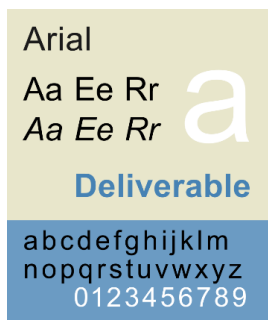 Arial
Aa Ee Rr
a
Aa Ee Rr
Deliverable
abcdefghijklm
nopqrstuvwxyz
0123456789